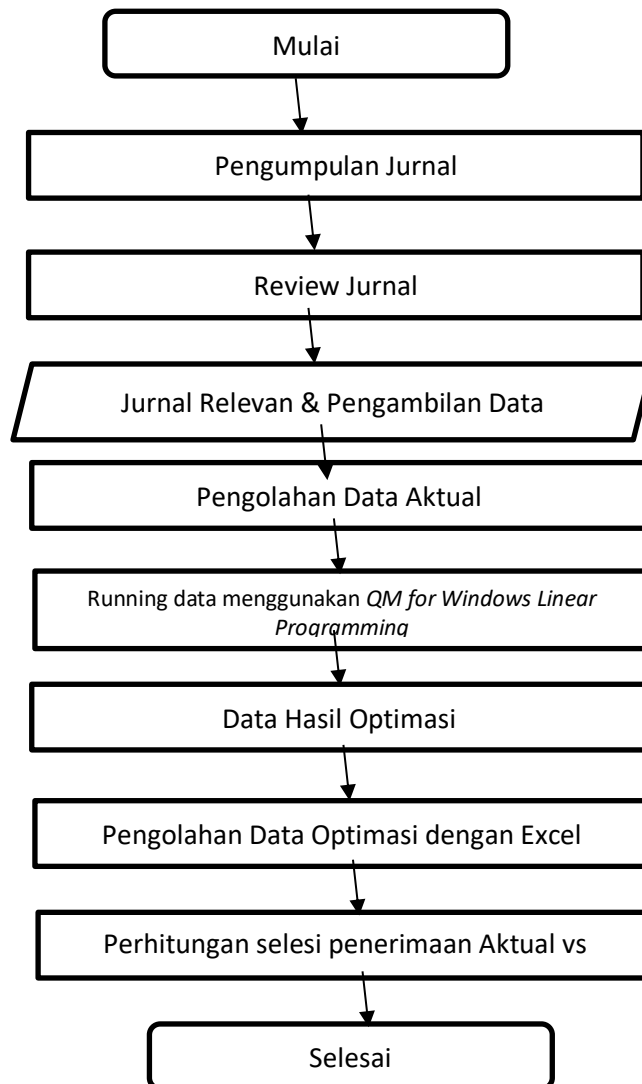 Mulai
Pengumpulan Jurnal
Review Jurnal
Jurnal Relevan & Pengambilan Data
Pengolahan Data Aktual
Running data menggunakan QM for Windows Linear
Programming
Data Hasil Optimasi
Pengolahan Data Optimasi dengan Excel
Perhitungan selesi penerimaan Aktual vs
Selesai